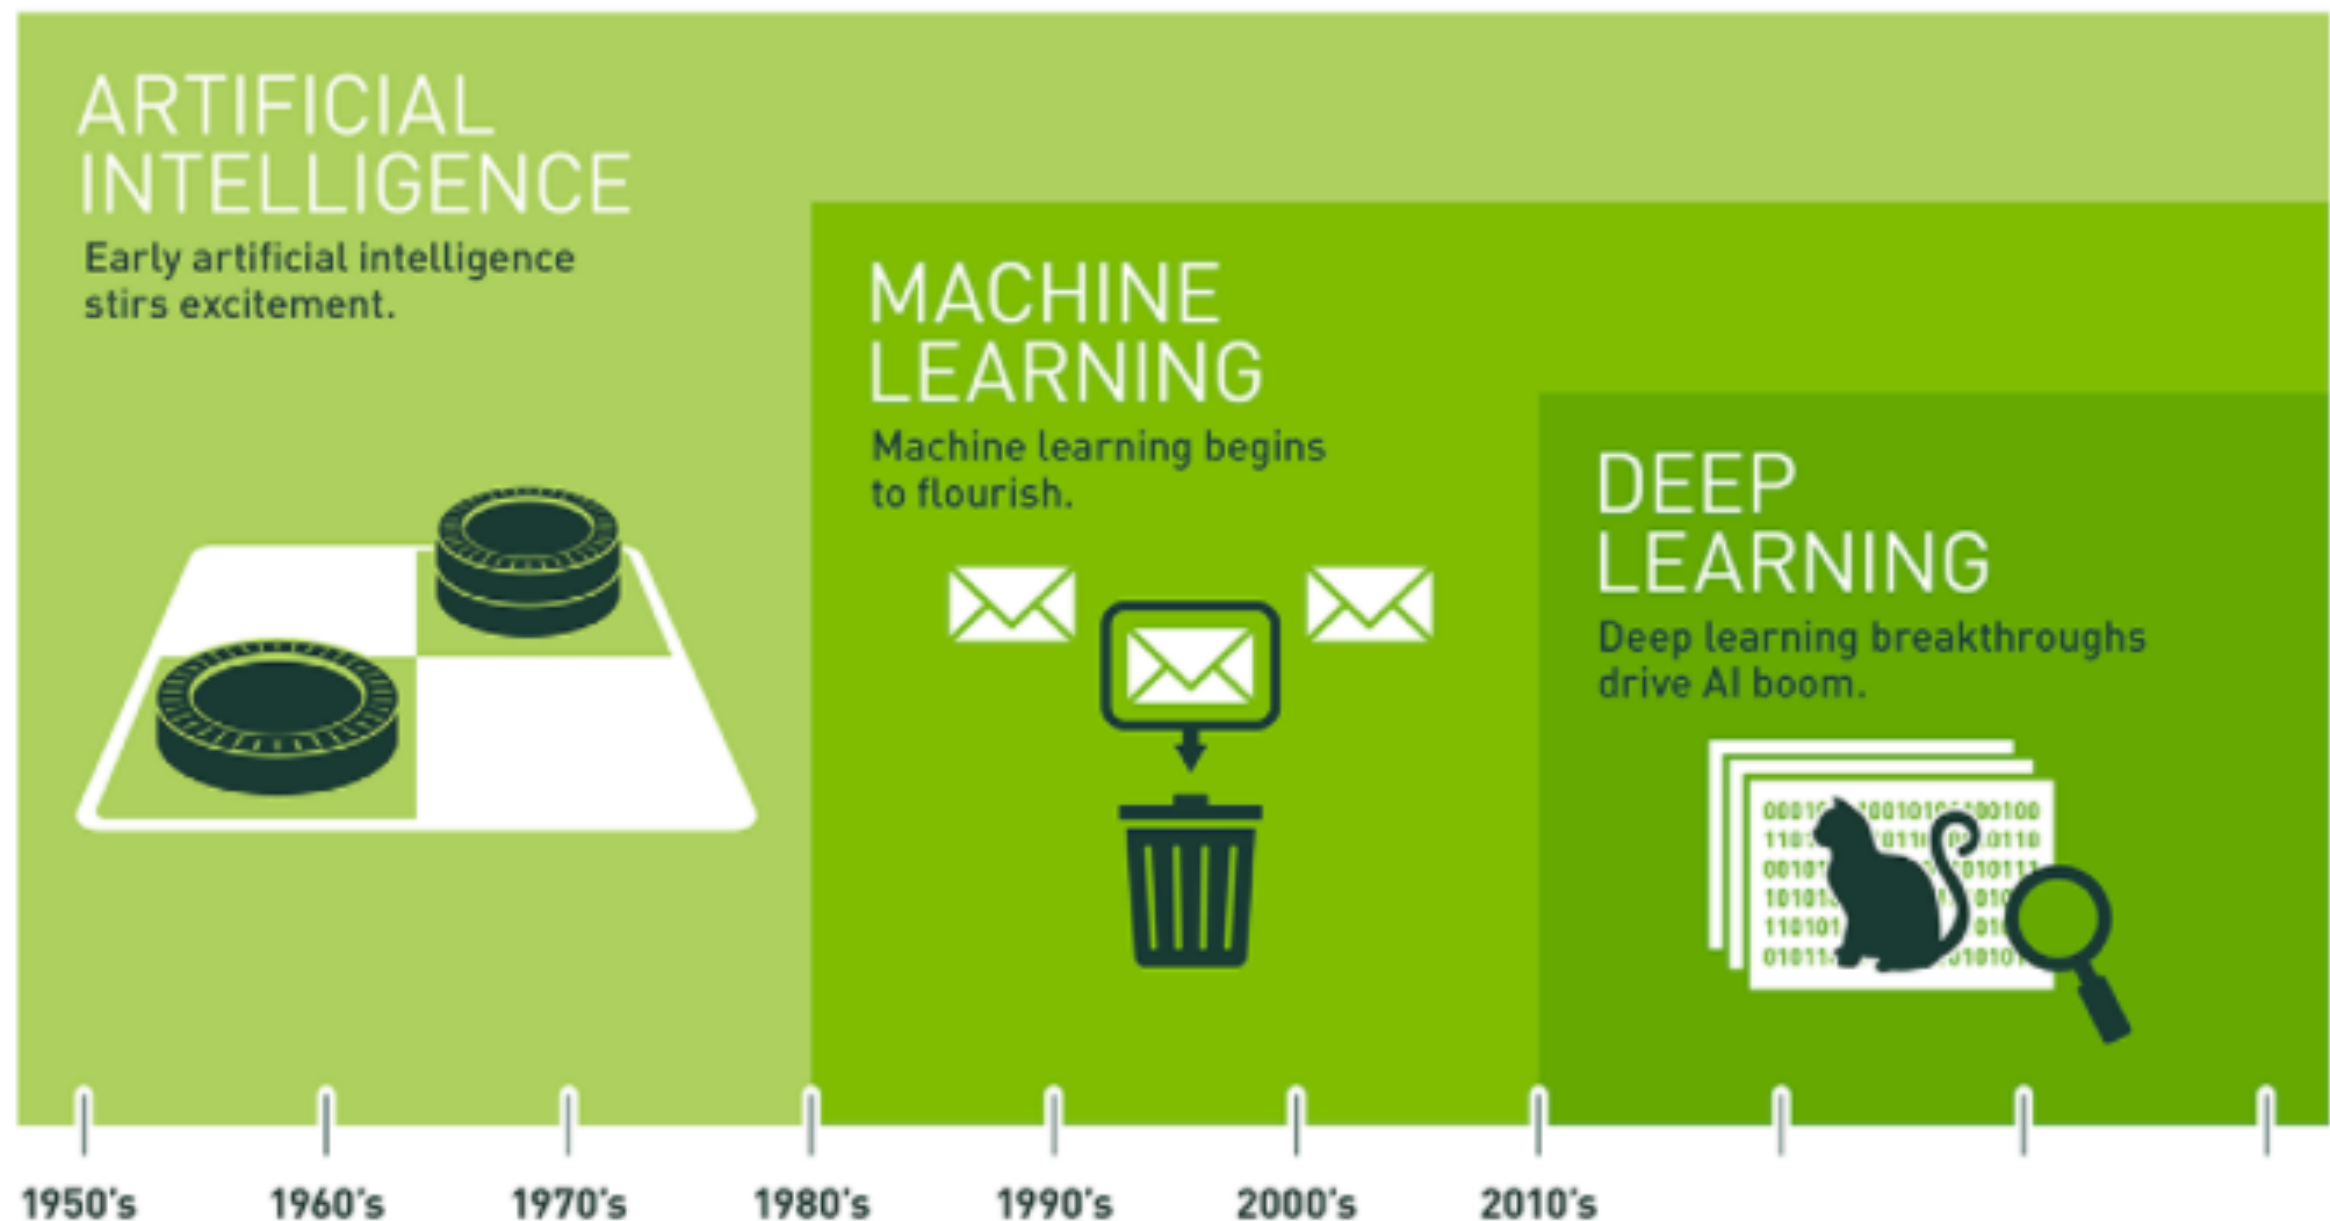 ARTIFICIAL
INTELLIGENCE
Early artificial intelligence
stirs excitement.
MACHINE
LEARNING
Machine learning begins
to flourish.
DEEP
LEARNING
Deep learning breakthroughs
drive AI boom.
1950's 1960's 1970's 1980's 1990's 2000's 2010's